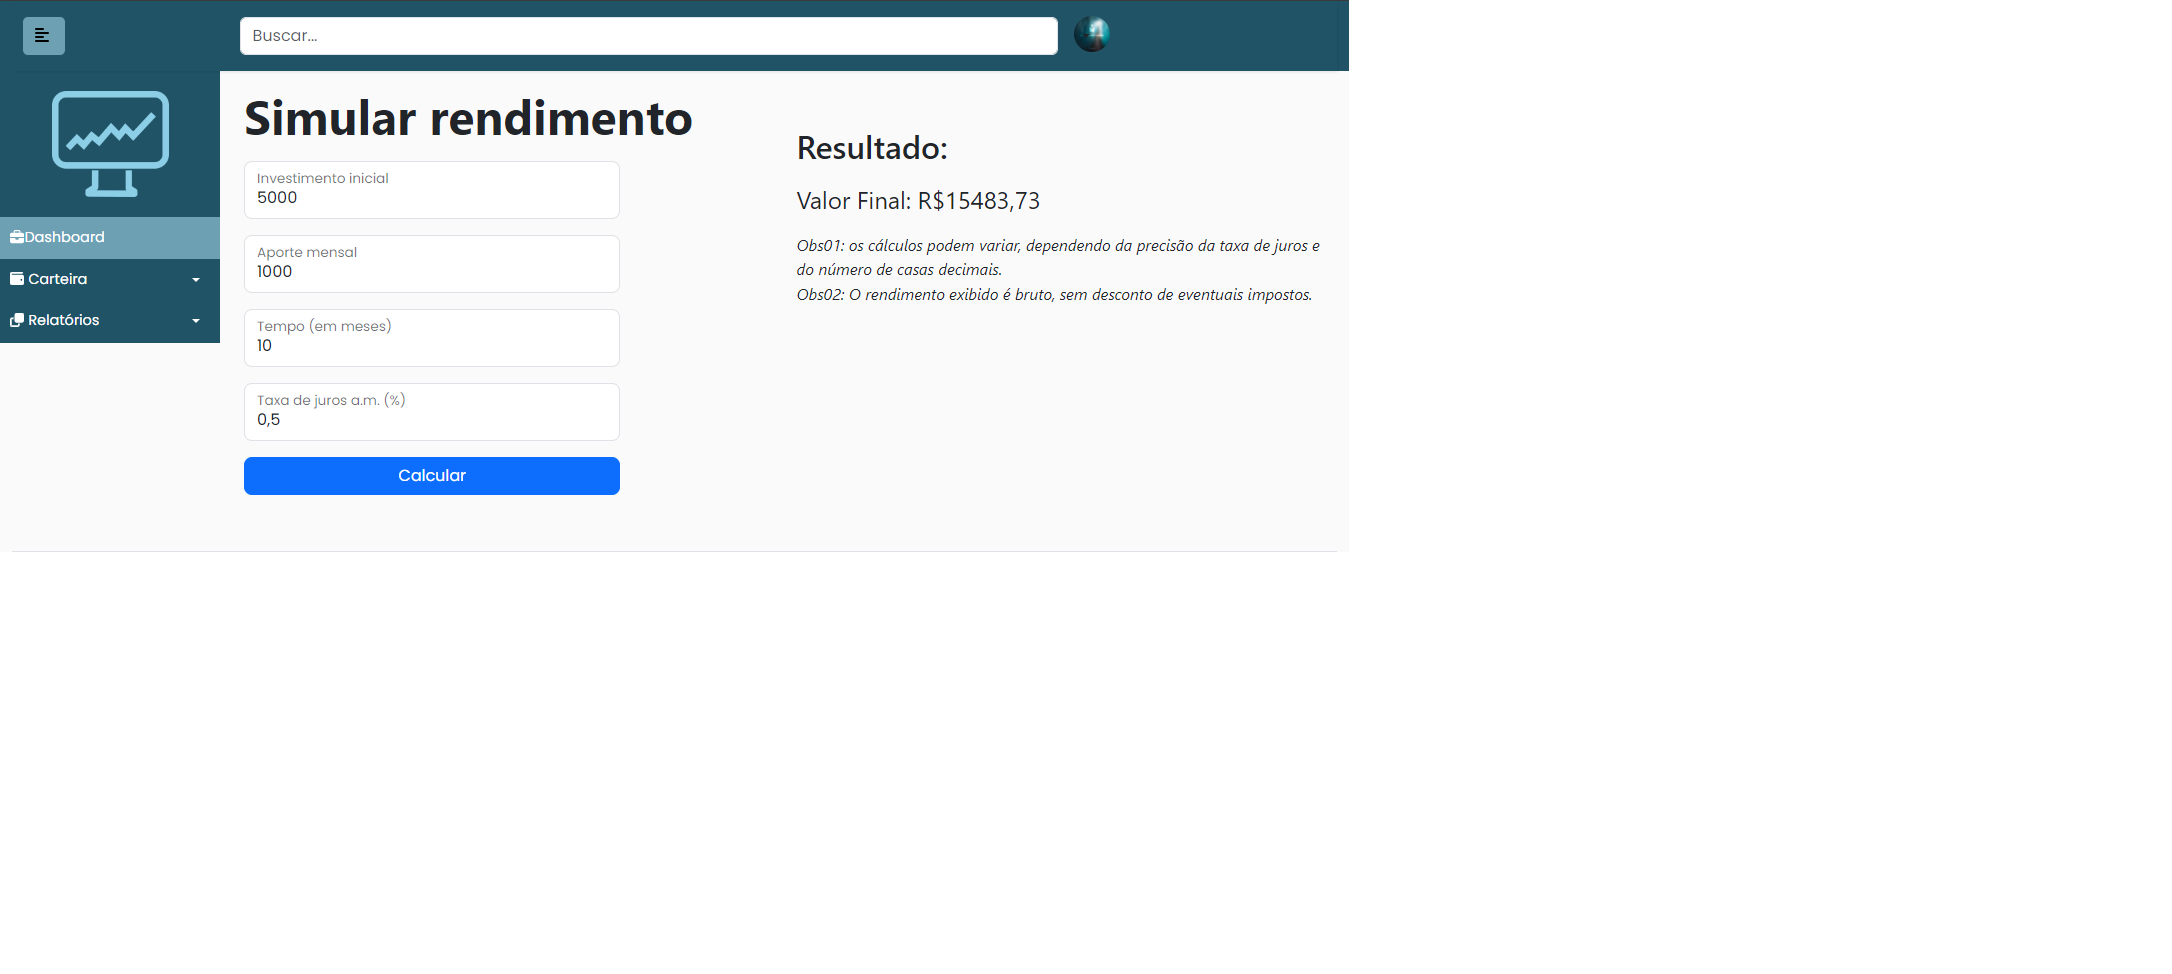 Buscar...
Dashboard
Carteira
Relatórios
Simular rendimento
Investimento inicial
5000
Aporte mensal
1000
Tempo (em meses)
10
Taxa de juros a.m. (%)
0,5
Calcular
Resultado:
Valor Final: R$15483,73
Obs01: os cálculos podem variar, dependendo da precisão da taxa de juros e
do número de casas decimais.
Obs02: O rendimento exibido é bruto, sem desconto de eventuais impostos.